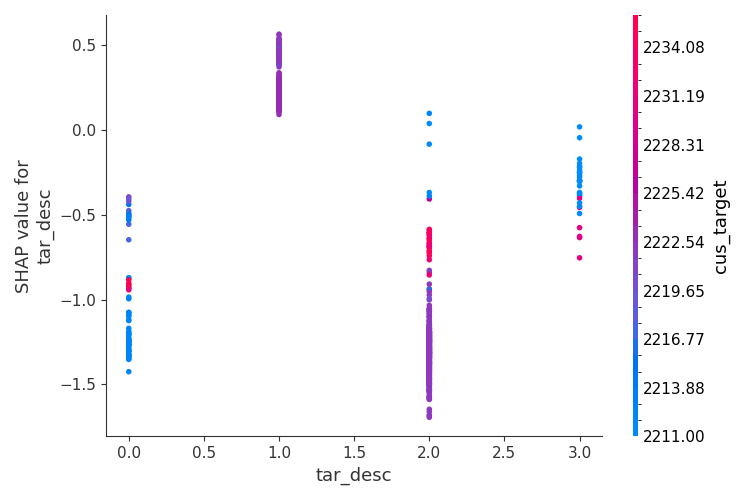 0.5
0.0
−0.5
−1.0
−1.5
SHAP value for
tar_desc
0.0 0.5 1.0 1.5 2.0 2.5 3.0
tar_desc
2234.08
2231.19
2228.31
2225.42
2222.54
2219.65
2216.77
2213.88
2211.00
cus_target